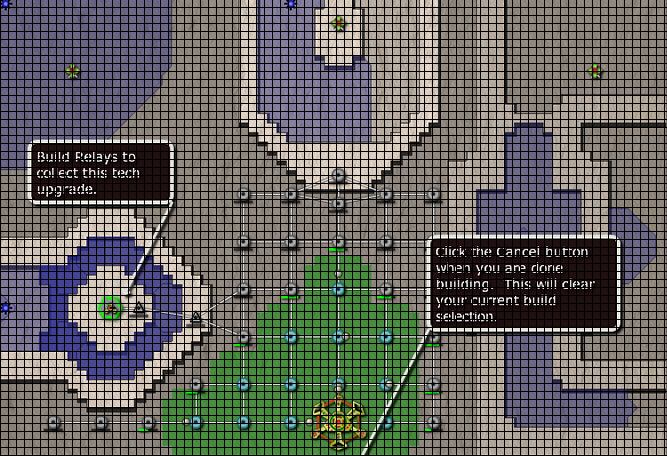 Build Relays to
collect this tech
upgrade.
Click the Cancel button
when you are done
building.  This will clear
your current build
selection.